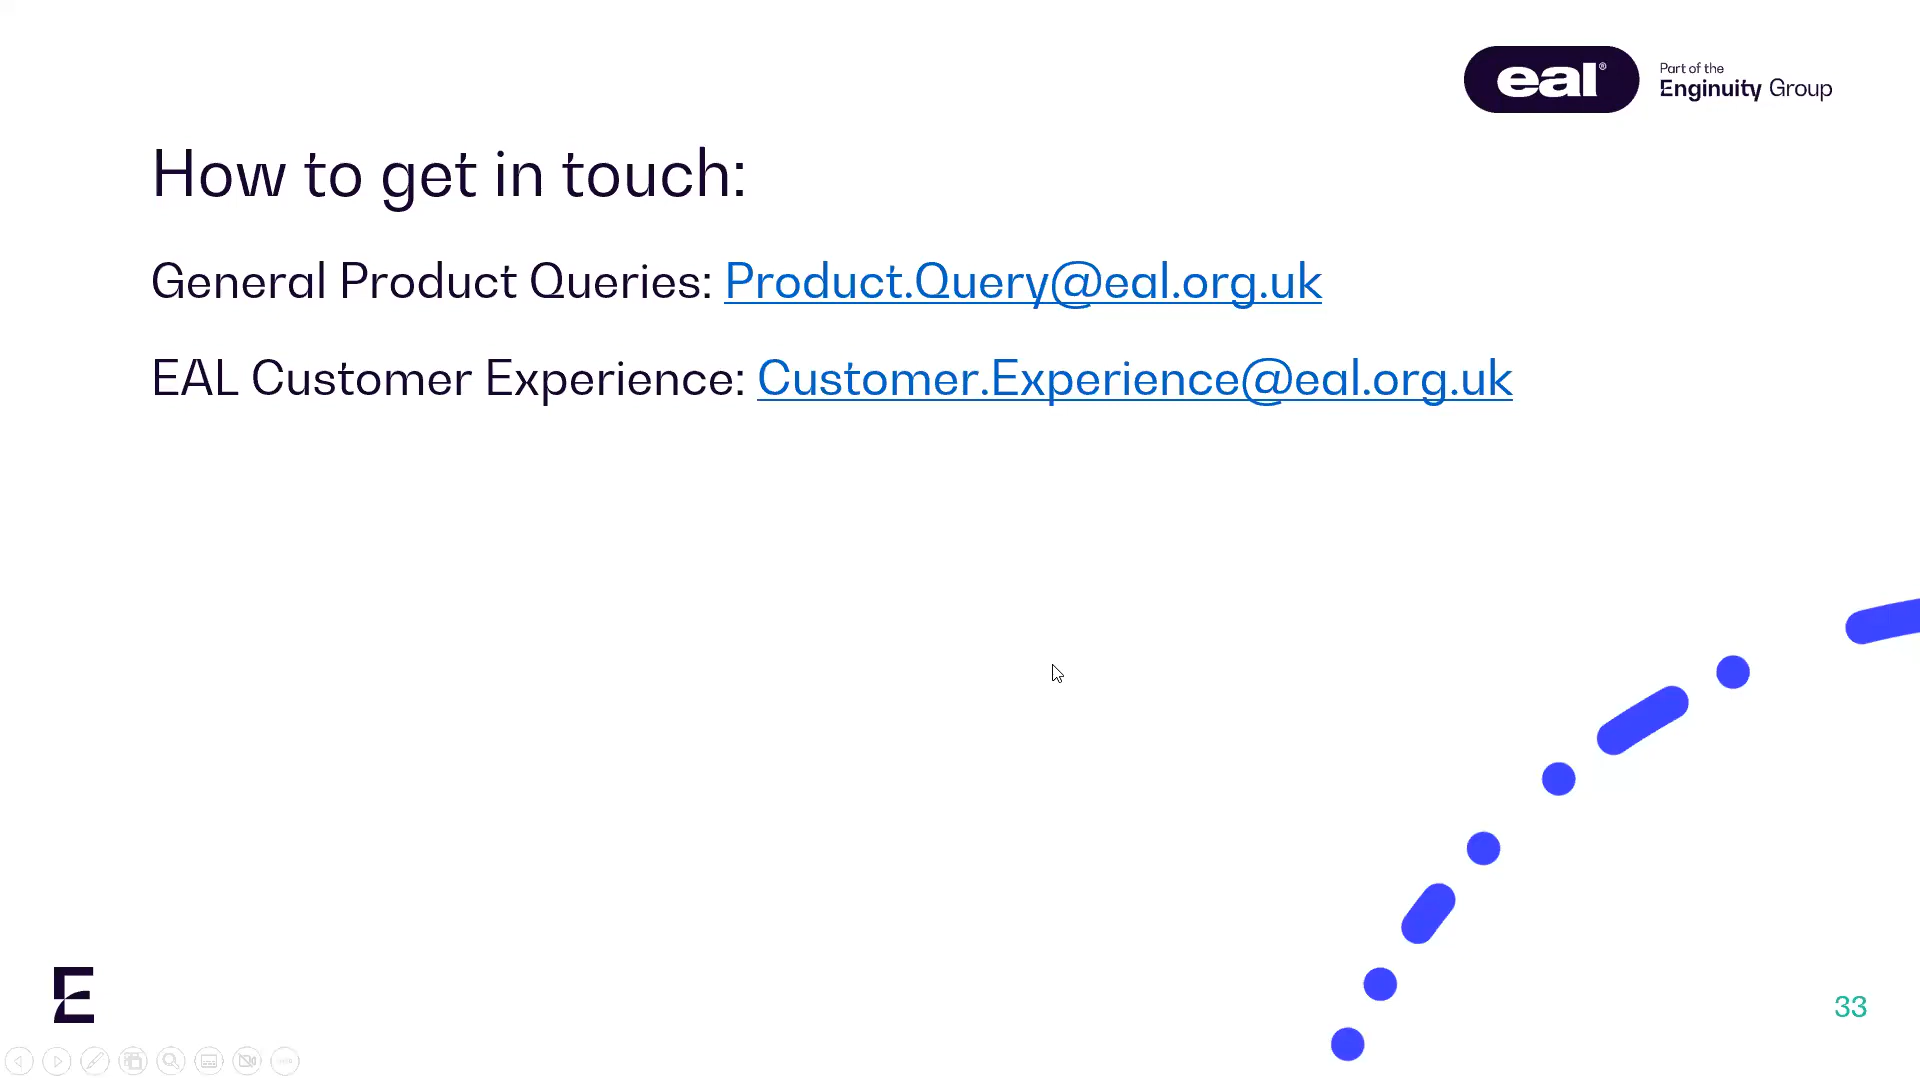 eal®
Part of the
Enginuity Group
How to get in touch:
General Product Queries: Product.Query@eal.org.uk
EAL Customer Experience: Customer.Experience@eal.org.uk
E
33